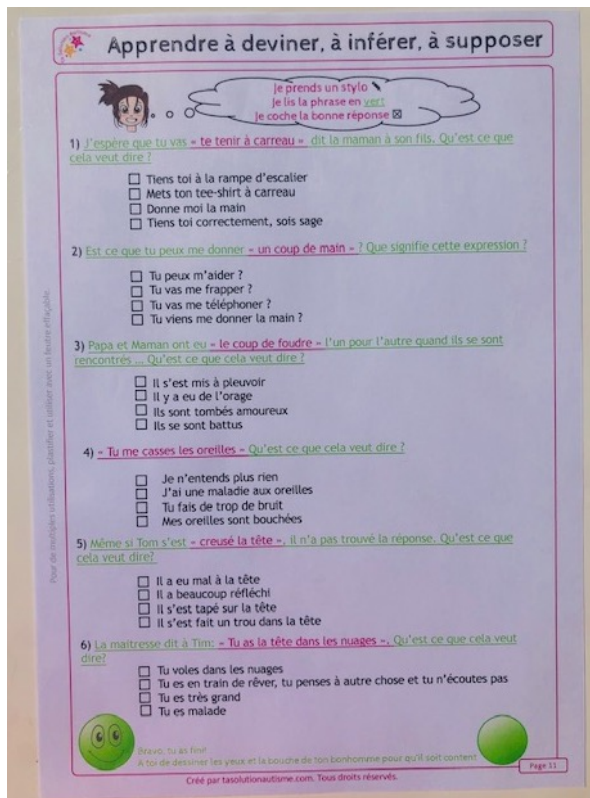 Apprendre à deviner, à inférer, à supposer
Je prends un stylo
Je lis la phrase en vert
Je coche la bonne réponse
1) J'espère que tu vas « te tenir à carreau » dit la maman à son fils. Qu'est ce que
cela veut dire ?
Tiens toi à la rampe d'escalier
Mets ton tee-shirt à carreau
Donne moi la main
Tiens toi correctement, sois sage
2) Est ce que tu peux me donner « un coup de main » ? Que signifie cette expression ?
Tu peux m'aider ?
Tu vas me frapper ?
Tu vas me téléphoner ?
Tu viens me donner la main ?
3) Papa et Maman ont eu « le coup de foudre » l'un pour l'autre quand ils se sont
rencontrés ... Qu'est ce que cela veut dire ?
Il s'est mis à pleuvoir
Il y a eu de l'orage
Ils sont tombés amoureux
Ils se sont battus
4) « Tu me casses les oreilles » Qu'est ce que cela veut dire ?
Je n'entends plus rien
J'ai une maladie aux oreilles
Tu fais de trop de bruit
Mes oreilles sont bouchées
5) Même si Tom s'est « creusé la tête », il n'a pas trouvé la réponse. Qu'est ce que
cela veut dire?
Il a eu mal à la tête
Il a beaucoup réfléchi
Il s'est tapé sur la tête
Il s'est fait un trou dans la tête
6) La maitresse dit à Tim: « Tu as la tête dans les nuages ». Qu'est ce que cela veut
dire?
Tu voles dans les nuages
Tu es en train de rêver, tu penses à autre chose et tu n'écoutes pas
Tu es très grand
Tu es malade
Bravo, tu as fini!
A toi de dessiner les yeux et la bouche de ton bonhomme pour qu'il soit content
Page 11
Créé par tasolutionautisme.com. Tous droits réservés.
Pour de multiples utilisations, plastifier et utiliser avec un feutre effaçable